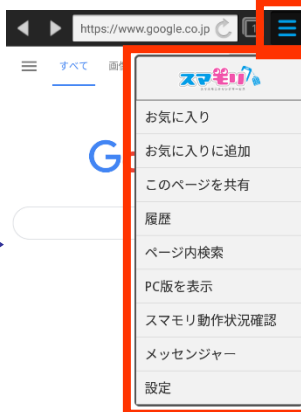 https://www.google.co.jp
すべて
画像
スマモリ
お気に入り
お気に入りに追加
このページを共有
履歴
ページ内検索
PC版を表示
スマモリ動作状況確認
メッセンジャー
設定